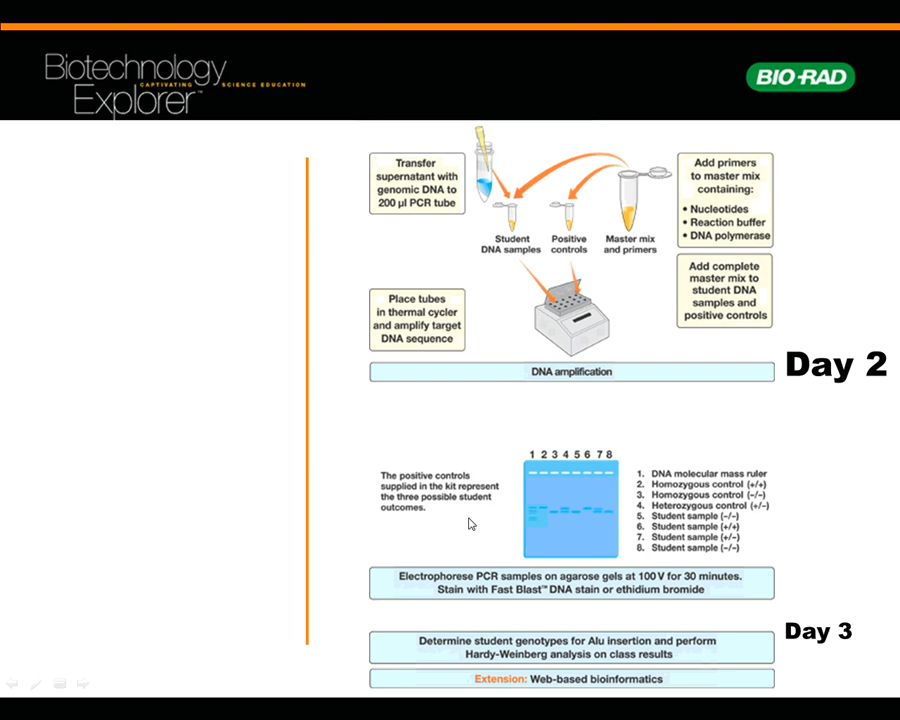 Biotechnology
CAPTIVATING SCIENCE EDUCATION
Explorer™
BIO-RAD
Transfer
supernatant with
genomic DNA to
200 µl PCR tube
Add primers
to master mix
containing:
• Nucleotides
• Reaction buffer
• DNA polymerase
Student
DNA samples
Positive
controls
Master mix
and primers
Add complete
master mix to
student DNA
samples and
positive controls
Place tubes
in thermal cycler
and amplify target
DNA sequence
DNA amplification
Day 2
The positive controls
supplied in the kit represent
the three possible student
outcomes.
1 2 3 4 5 6 7 8
1. DNA molecular mass ruler
2. Homozygous control (+/+)
3. Homozygous control (–/–)
4. Heterozygous control (+/–)
5. Student sample (–/–)
6. Student sample (+/+)
7. Student sample (+/–)
8. Student sample (–/–)
Electrophorese PCR samples on agarose gels at 100 V for 30 minutes.
Stain with Fast Blast™ DNA stain or ethidium bromide
Day 3
Determine student genotypes for Alu insertion and perform
Hardy-Weinberg analysis on class results
Extension: Web-based bioinformatics